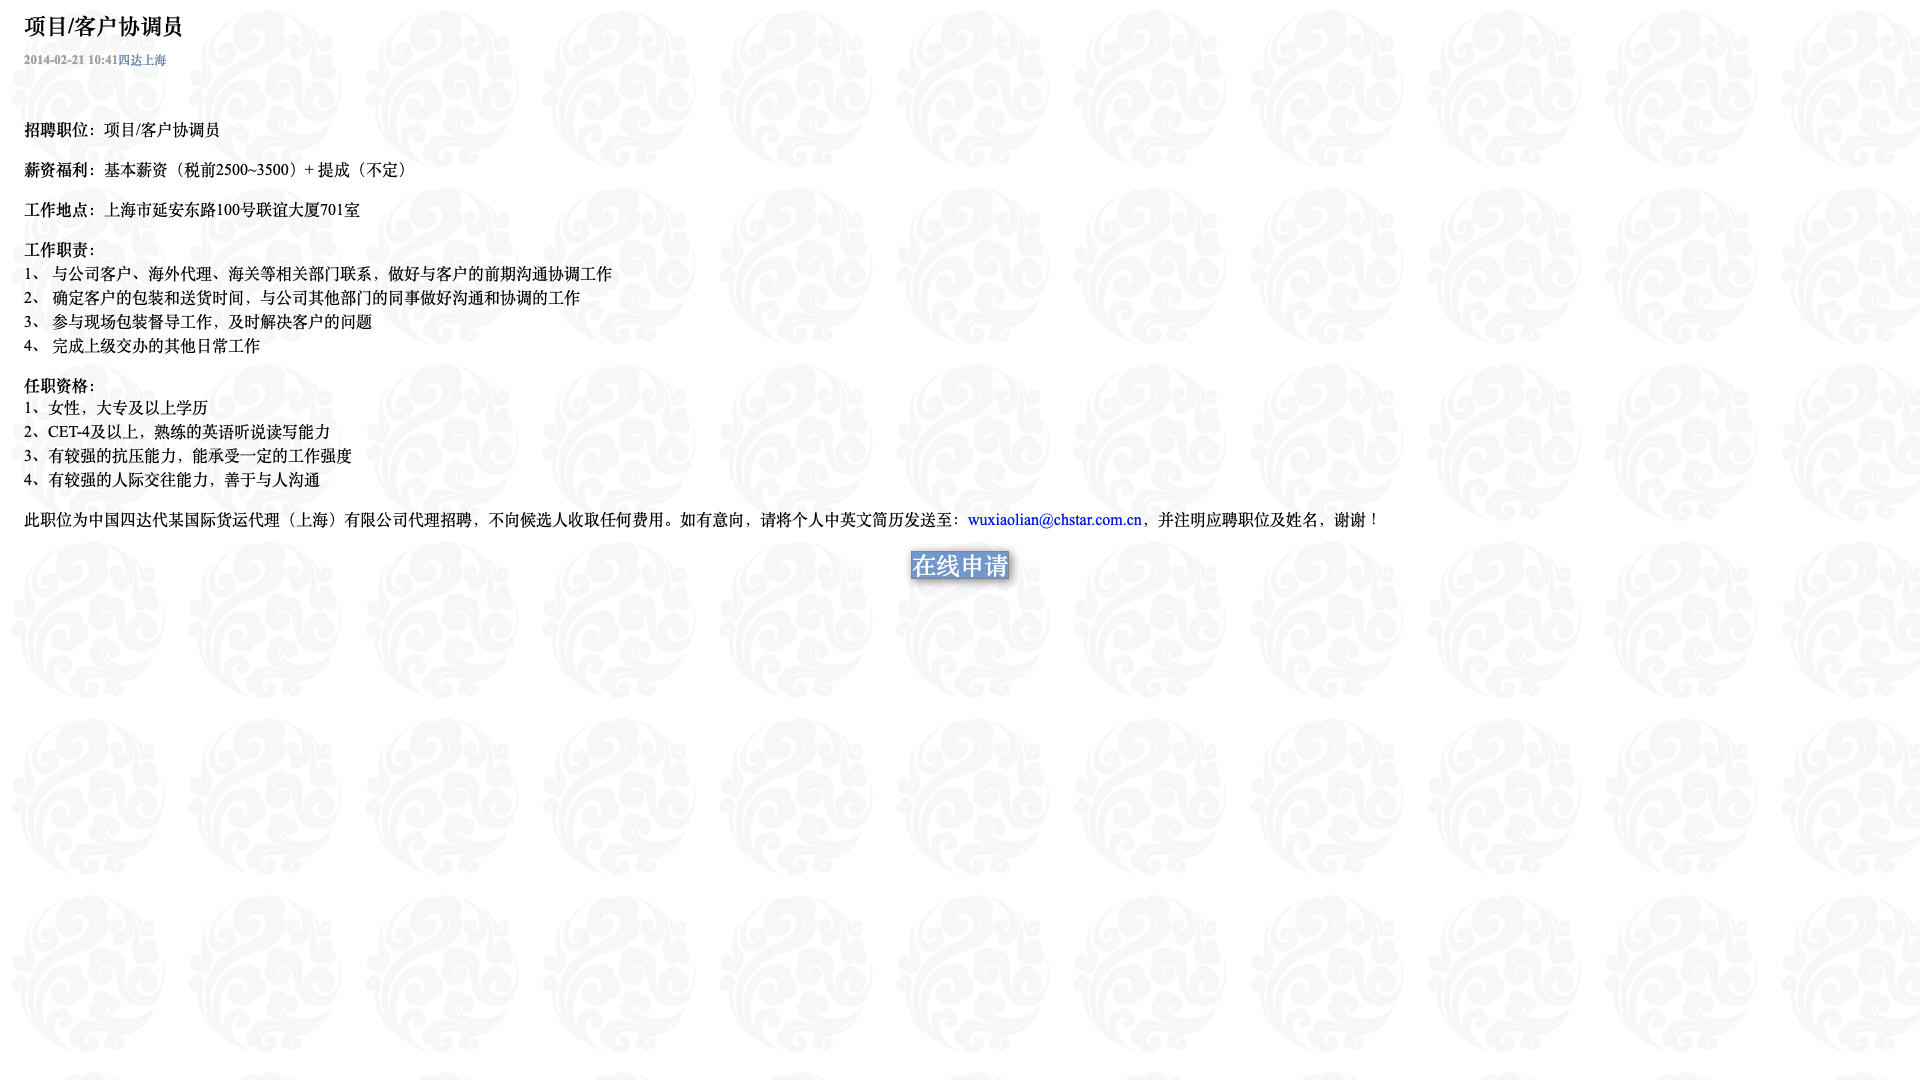 项目/客户协调员
2014-02-21 10:41四达上海
招聘职位：项目/客户协调员
薪资福利：基本薪资（税前2500~3500）+ 提成（不定）
工作地点：上海市延安东路100号联谊大厦701室
工作职责：
1、 与公司客户、海外代理、海关等相关部门联系，做好与客户的前期沟通协调工作
2、 确定客户的包装和送货时间，与公司其他部门的同事做好沟通和协调的工作
3、 参与现场包装督导工作，及时解决客户的问题
4、 完成上级交办的其他日常工作
任职资格：
1、女性，大专及以上学历
2、CET-4及以上，熟练的英语听说读写能力
3、有较强的抗压能力，能承受一定的工作强度
4、有较强的人际交往能力，善于与人沟通
此职位为中国四达代某国际货运代理（上海）有限公司代理招聘，不向候选人收取任何费用。如有意向，请将个人中英文简历发送至：wuxiaolian@chstar.com.cn，并注明应聘职位及姓名，谢谢！
在线申请